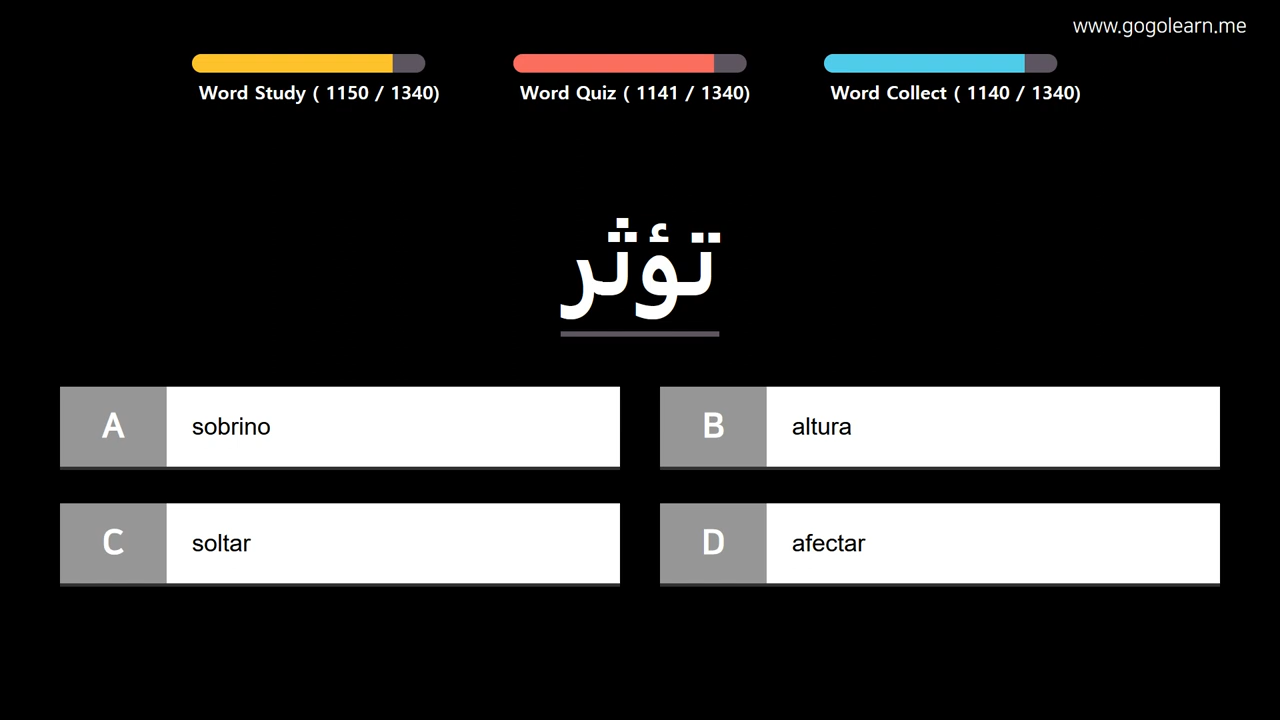 www.gogolearn.me
Word Study ( 1150 / 1340)
Word Quiz ( 1141 / 1340)
Word Collect ( 1140 / 1340)
تؤثر
A sobrino
B altura
C soltar
D afectar